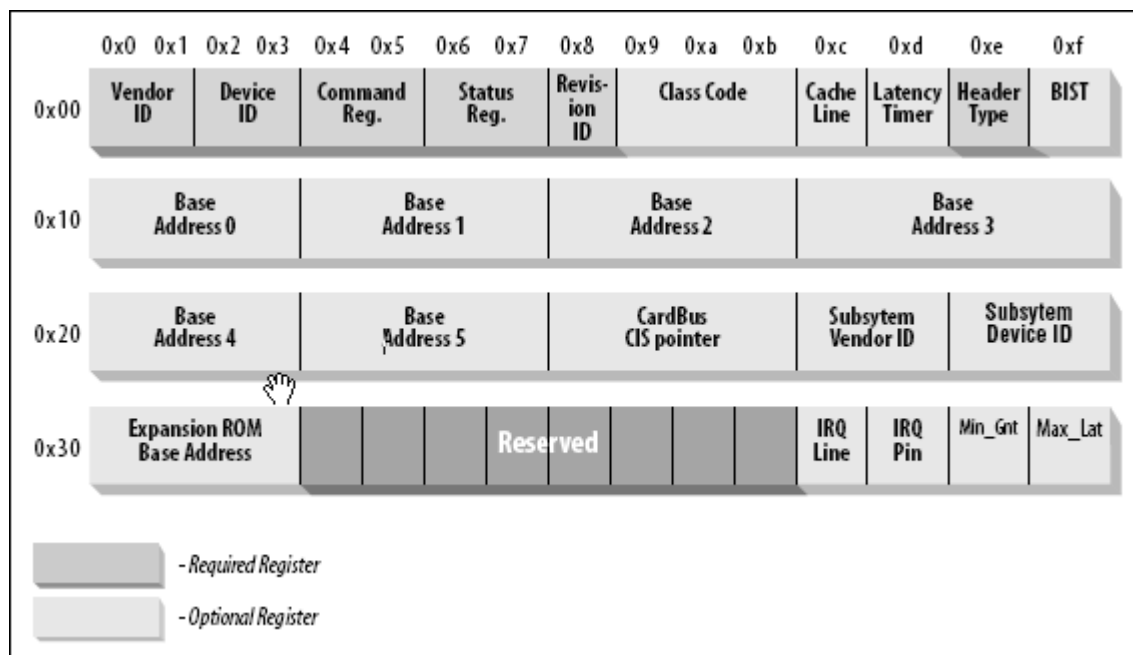 0x0 0x1 0x2 0x3 0x4 0x5 0x6 0x7 0x8 0x9 0xa 0xb 0xc 0xd 0xe 0xf
0x00
Vendor
ID
Device
ID
Command
Reg.
Status
Reg.
Revis-
ion
ID
Class Code
Cache
Line
Latency
Timer
Header
Type
BIST
0x10
Base
Address 0
Base
Address 1
Base
Address 2
Base
Address 3
0x20
Base
Address 4
Base
Address 5
CardBus
CIS pointer
Subsytem
Vendor ID
Subsytem
Device ID
0x30
Expansion ROM
Base Address
Reserved
IRQ
Line
IRQ
Pin
Min_Gnt
Max_Lat
- Required Register
- Optional Register